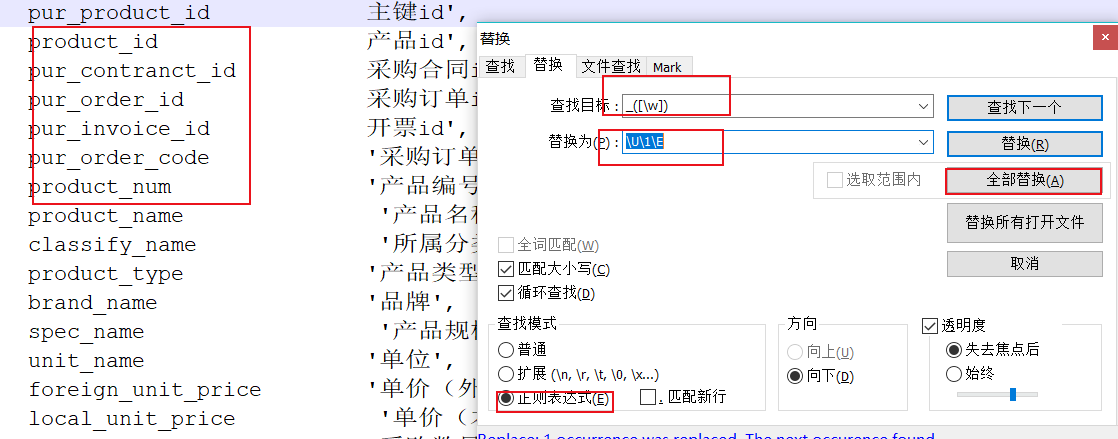 pur_product_id 主键id',
product_id 产品id',
pur_contranct_id 采购合同i
pur_order_id 采购订单i
pur_invoice_id 开票id',
pur_order_code '采购订单
product_num '产品编号
product_name '产品名称
classify_name '所属分类
product_type '产品类型
brand_name '品牌',
spec_name '产品规格
unit_name '单位',
foreign_unit_price '单价（外
local_unit_price '单价（本
替换
×
查找 替换 文件查找 Mark
查找目标： _([\w])
查找下一个
替换为(P)： \U\1\E
替换(R)
选取范围内
全部替换(A)
替换所有打开文件
取消
全词匹配(W)
匹配大小写(C)
循环查找(D)
查找模式
普通
扩展 (\n, \r, \t, \0, \x...)
正则表达式(E) . 匹配新行
方向
向上(U)
向下(D)
透明度
失去焦点后
始终
Replace: 1 occurrence was replaced. The next occurence found